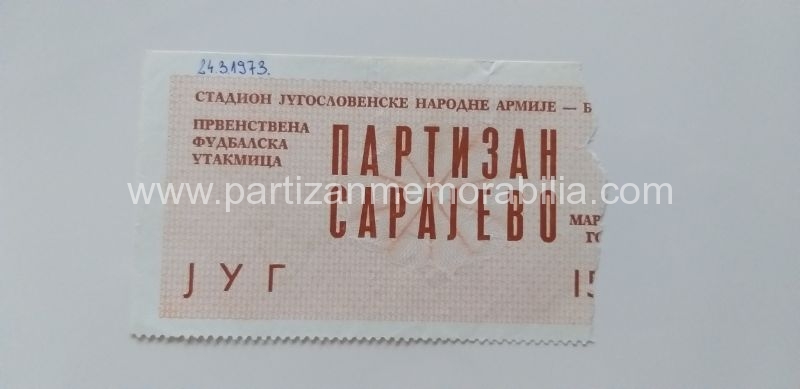 24.3.1973.
СТАДИОН ЈУГОСЛОВЕНСКЕ НАРОДНЕ АРМИЈЕ — Б
ПРВЕНСТВЕНА
ФУДБАЛСКА
УТАКМИЦА
ПАРТИЗАН
www.partizanmemorabilia.com
САРАЈЕВО
МАР
ГО
ЈУГ
15